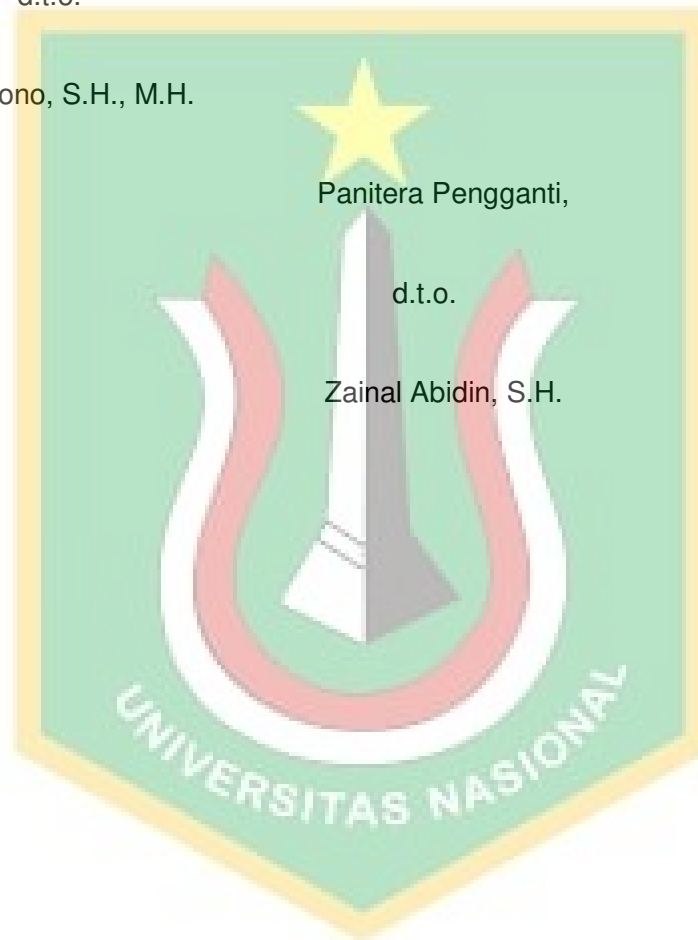 d.t.o.
ono, S.H., M.H.
Panitera Pengganti,
d.t.o.
Zainal Abidin, S.H.
UNIVERSITAS NASIONAL